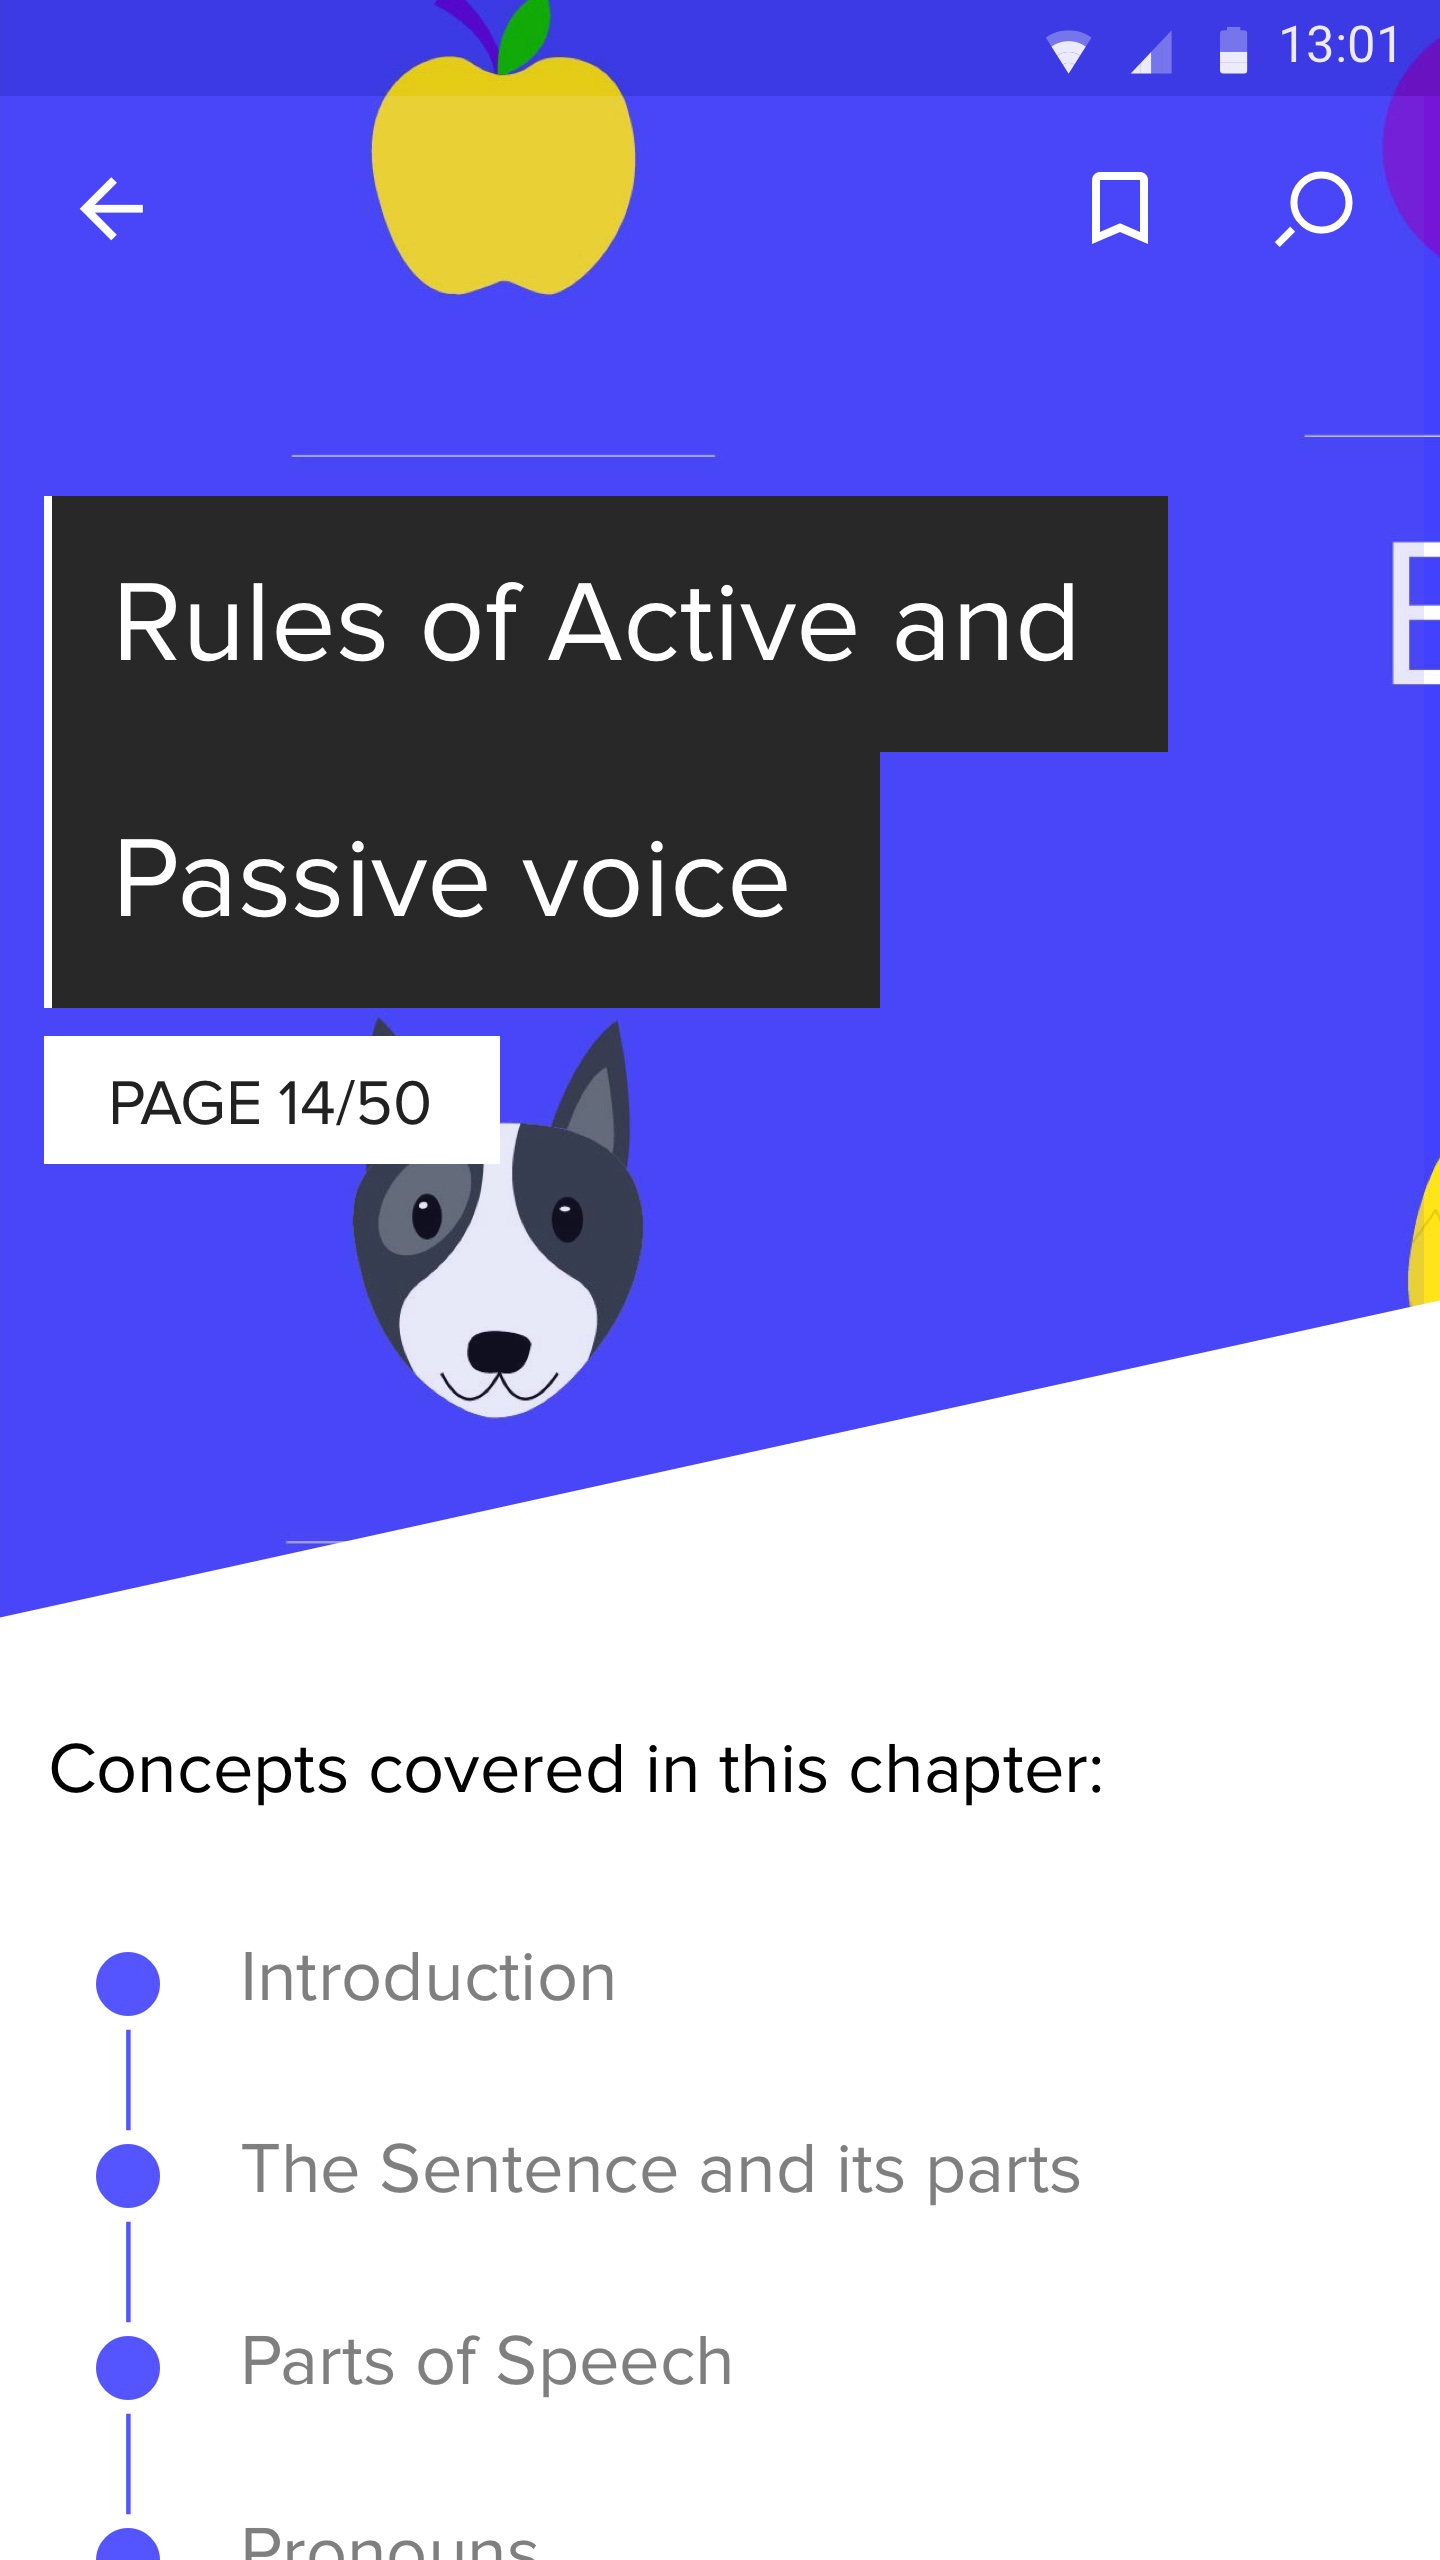 13:01
Rules of Active and
Passive voice
PAGE 14/50
Concepts covered in this chapter:
Introduction
The Sentence and its parts
Parts of Speech
Pronouns